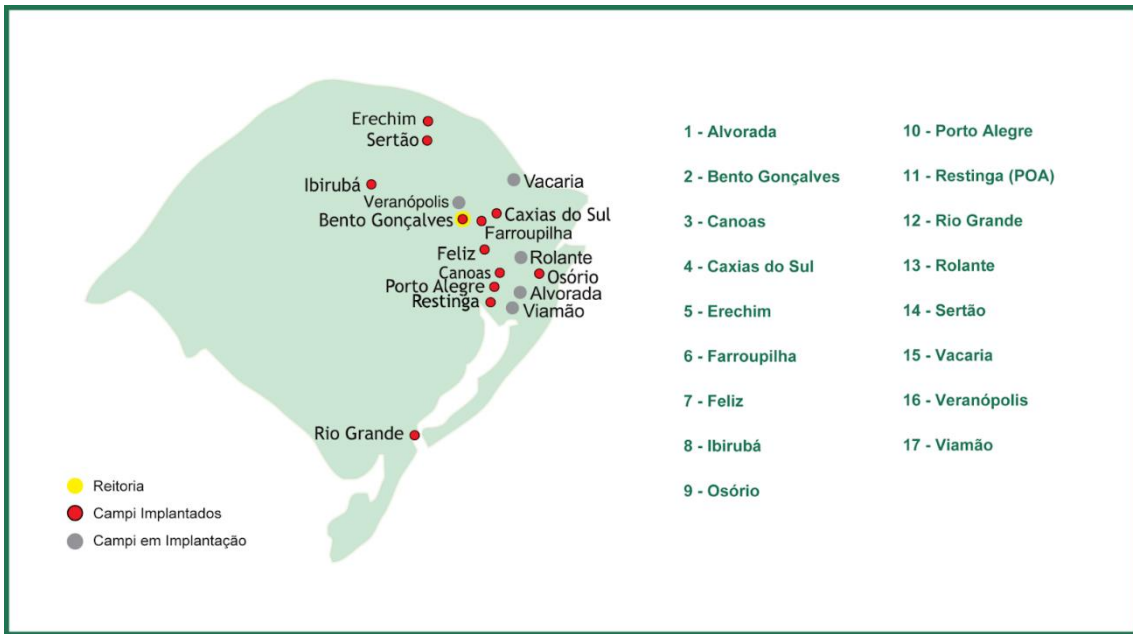 Erechim
Sertão
Ibirubá
Vacaria
Veranópolis
Bento Gonçalves
Caxias do Sul
Farroupilha
Feliz
Rolante
Canoas
Osório
Porto Alegre
Alvorada
Restinga
Viamão
Rio Grande
Reitoria
Campi Implantados
Campi em Implantação
1 - Alvorada
2 - Bento Gonçalves
3 - Canoas
4 - Caxias do Sul
5 - Erechim
6 - Farroupilha
7 - Feliz
8 - Ibirubá
9 - Osório
10 - Porto Alegre
11 - Restinga (POA)
12 - Rio Grande
13 - Rolante
14 - Sertão
15 - Vacaria
16 - Veranópolis
17 - Viamão